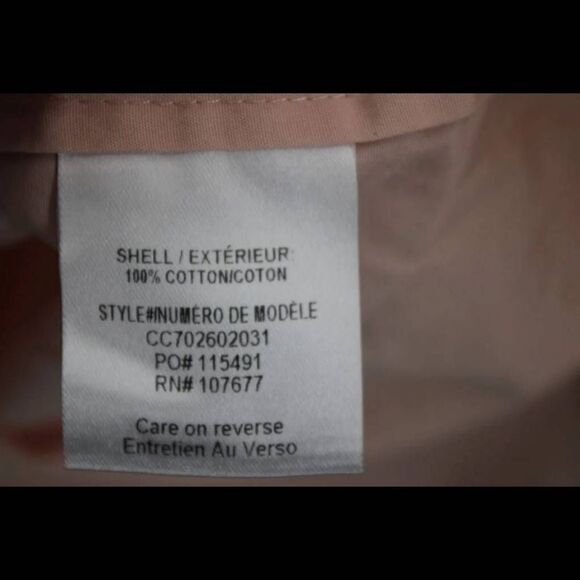 SHELL / EXTÉRIEUR:
100% COTTON/COTON
STYLE#/NUMÉRO DE MODÈLE
CC702602031
PO# 115491
RN# 107677
Care on reverse
Entretien Au Verso